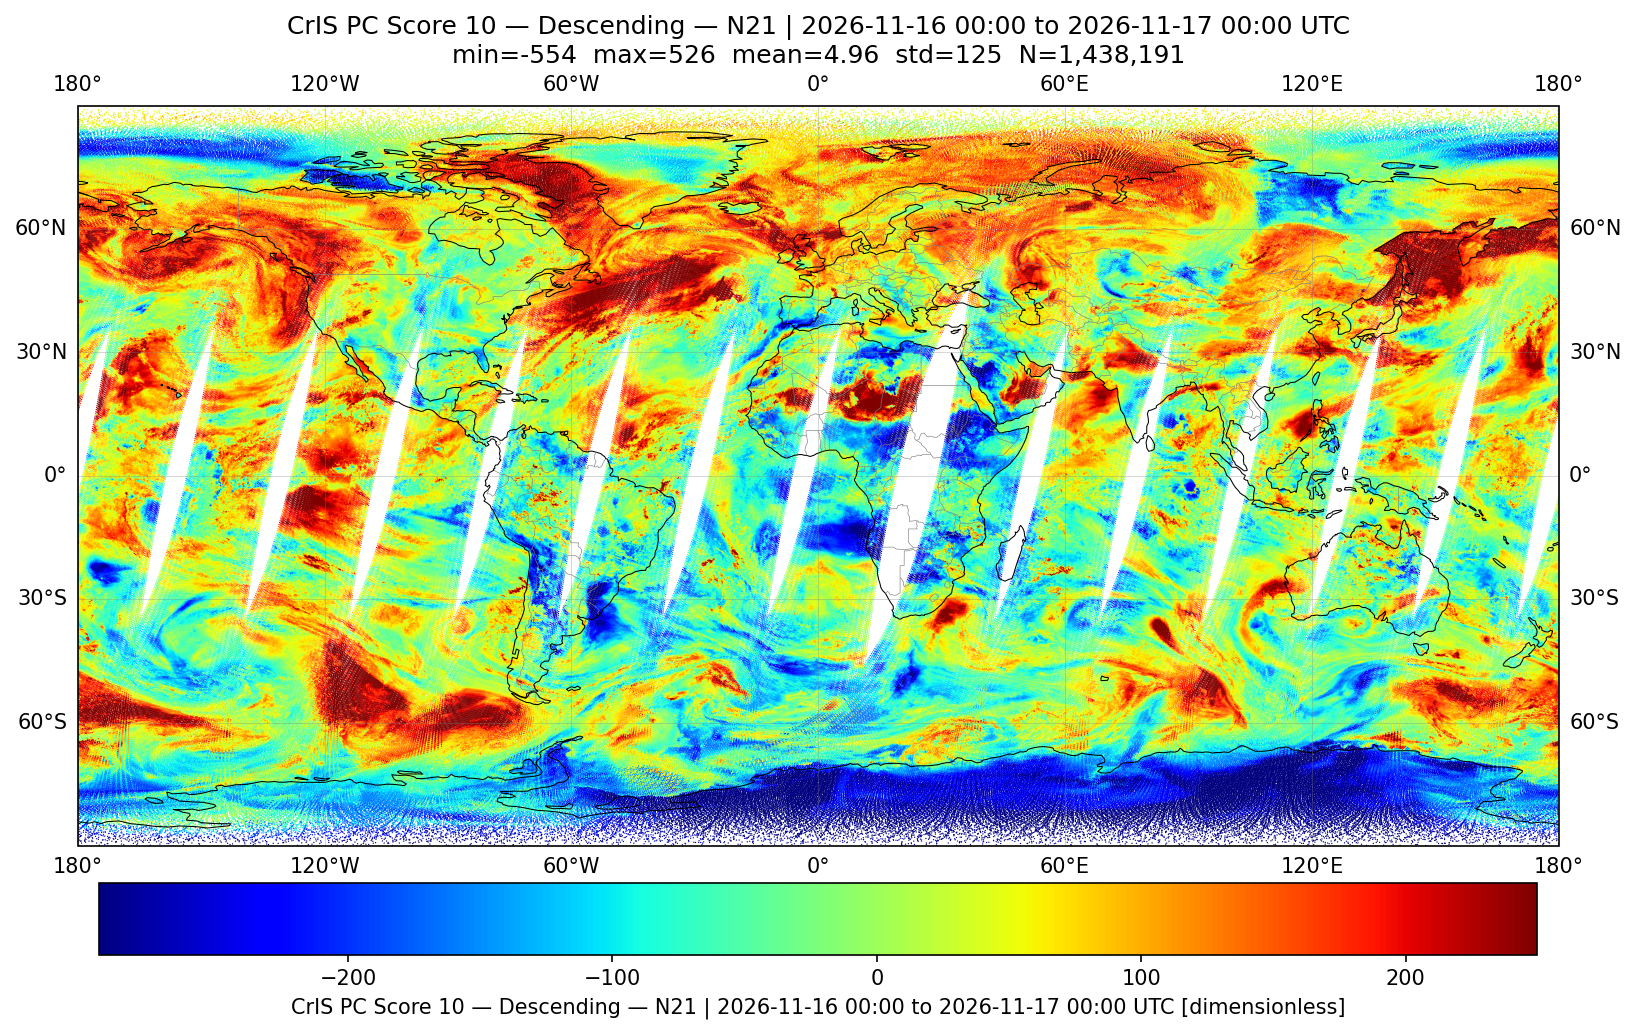 CrIS PC Score 10 — Descending — N21 | 2026-11-16 00:00 to 2026-11-17 00:00 UTC
min=-554 max=526 mean=4.96 std=125 N=1,438,191
180° 120°W 60°W 0° 60°E 120°E 180°
60°N 60°N
30°N 30°N
0° 0°
30°S 30°S
60°S 60°S
180° 120°W 60°W 0° 60°E 120°E 180°
−200 −100 0 100 200
CrIS PC Score 10 — Descending — N21 | 2026-11-16 00:00 to 2026-11-17 00:00 UTC [dimensionless]